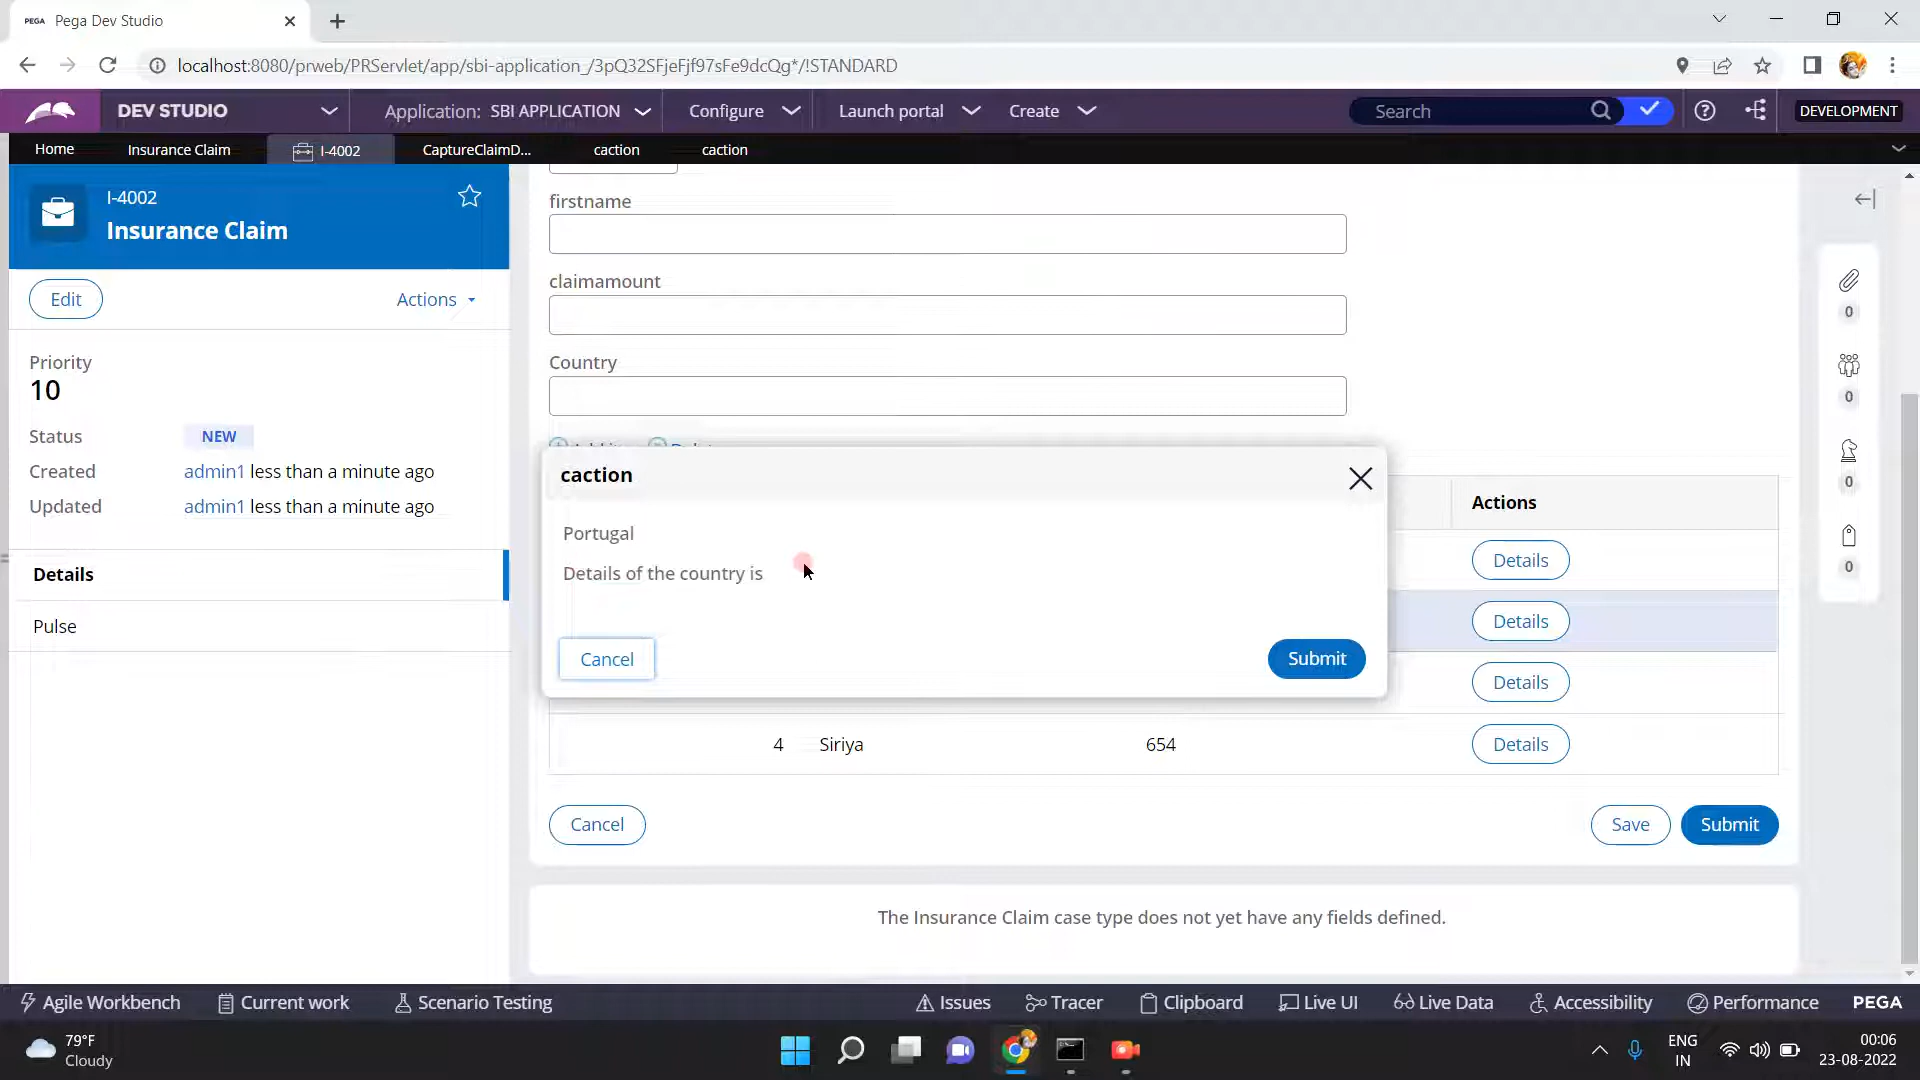 PEGA Pega Dev Studio
localhost:8080/prweb/PRServlet/app/sbi-application_/3pQ32SFjeFjf97sFe9dcQg*/!STANDARD
DEV STUDIO Application: SBI APPLICATION Configure Launch portal Create Search DEVELOPMENT
Home Insurance Claim I-4002 CaptureClaimD... caction caction
I-4002
Insurance Claim
Edit Actions
Priority
10
Status NEW
Created admin1 less than a minute ago
Updated admin1 less than a minute ago
Details
Pulse
firstname
claimamount
Country
Actions
Details
Details
Details
4 Siriya 654 Details
caction
Portugal
Details of the country is
Cancel Submit
Cancel Save Submit
The Insurance Claim case type does not yet have any fields defined.
0
0
0
0
Agile Workbench Current work Scenario Testing Issues Tracer Clipboard Live UI Live Data Accessibility Performance PEGA
79°F
Cloudy
ENG
IN
00:06
23-08-2022